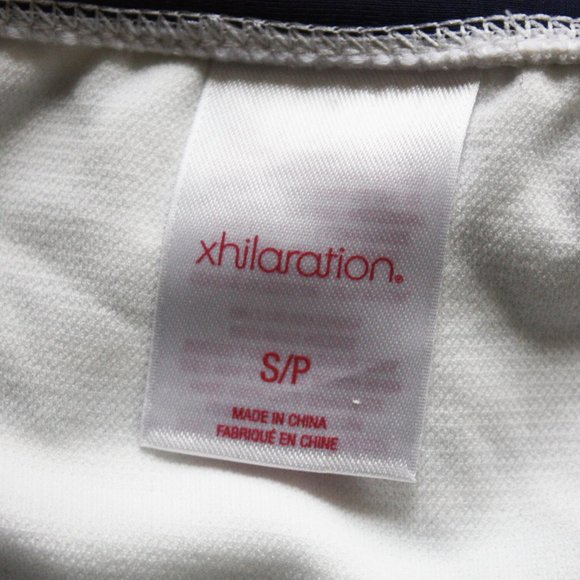 xhilaration®
S/P
MADE IN CHINA
FABRIQUÉ EN CHINE